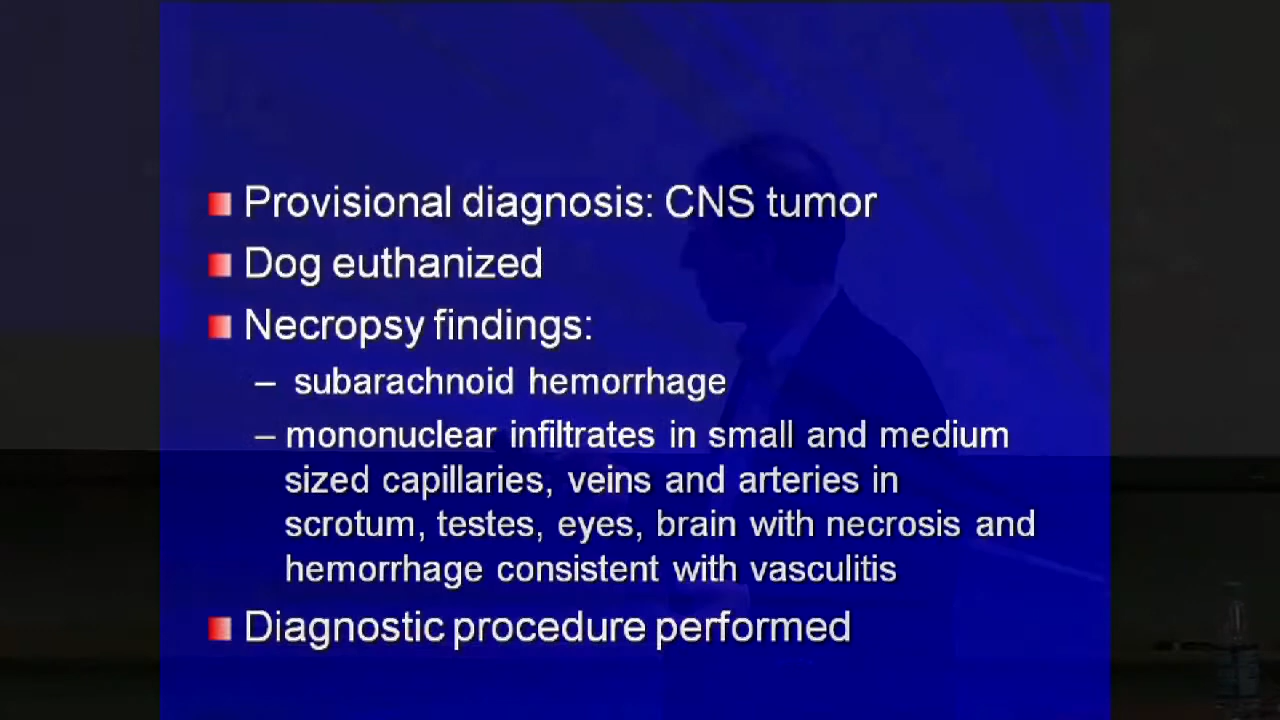 Provisional diagnosis: CNS tumor
Dog euthanized
Necropsy findings:
– subarachnoid hemorrhage
– mononuclear infiltrates in small and medium
sized capillaries, veins and arteries in
scrotum, testes, eyes, brain with necrosis and
hemorrhage consistent with vasculitis
Diagnostic procedure performed